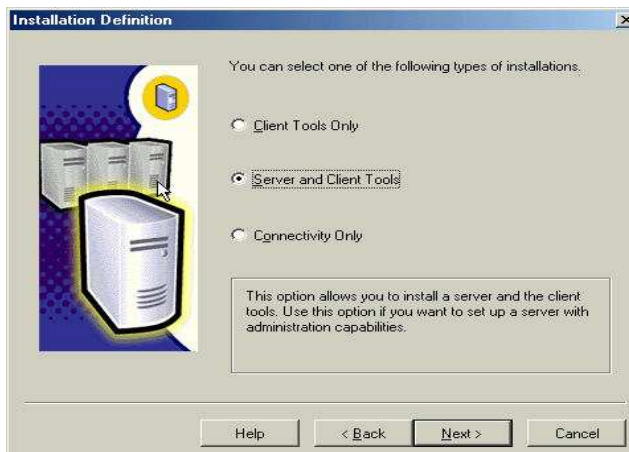 Installation Definition
You can select one of the following types of installations.
Client Tools Only
Server and Client Tools
Connectivity Only
This option allows you to install a server and the client
tools. Use this option if you want to set up a server with
administration capabilities.
Help
< Back
Next >
Cancel